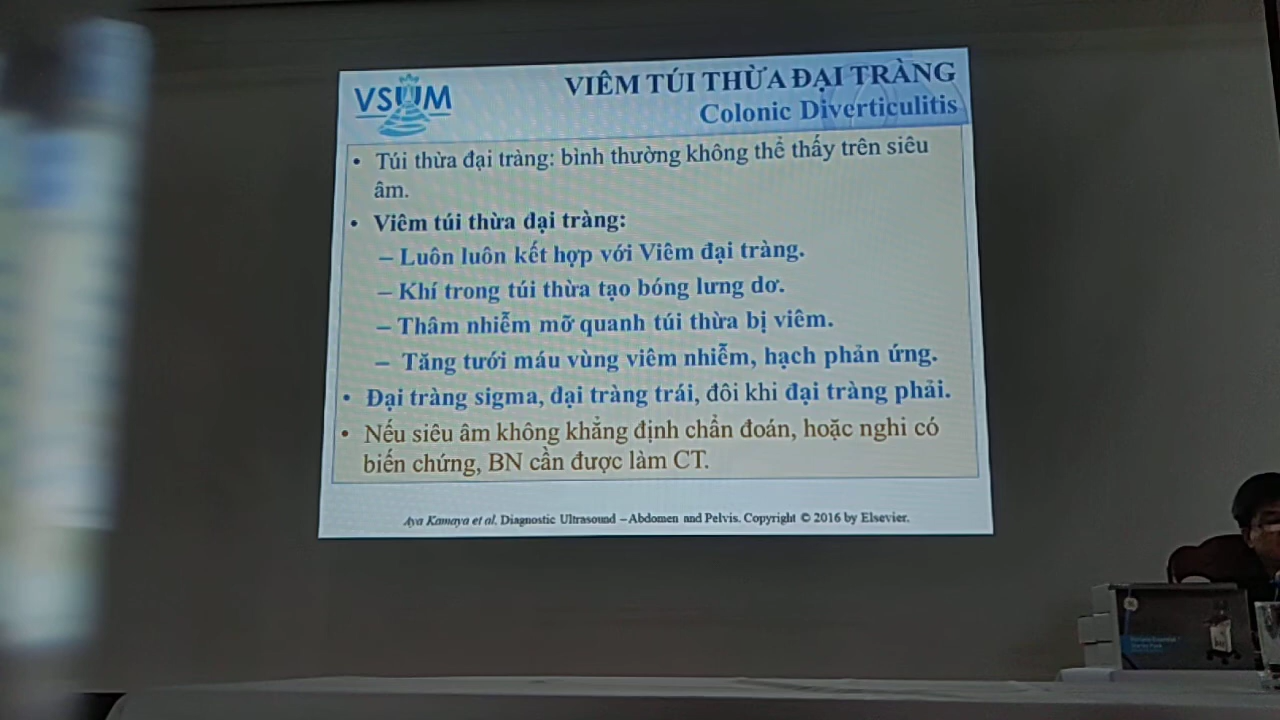 VSUM
VIÊM TÚI THỪA ĐẠI TRÀNG
Colonic Diverticulitis
• Túi thừa đại tràng: bình thường không thể thấy trên siêu
âm.
• Viêm túi thừa đại tràng:
– Luôn luôn kết hợp với Viêm đại tràng.
– Khí trong túi thừa tạo bóng lưng dơ.
– Thâm nhiễm mỡ quanh túi thừa bị viêm.
– Tăng tưới máu vùng viêm nhiễm, hạch phản ứng.
• Đại tràng sigma, đại tràng trái, đôi khi đại tràng phải.
• Nếu siêu âm không khẳng định chẩn đoán, hoặc nghi có
biến chứng, BN cần được làm CT.
Aya Kamaya et al. Diagnostic Ultrasound – Abdomen and Pelvis. Copyright © 2016 by Elsevier.